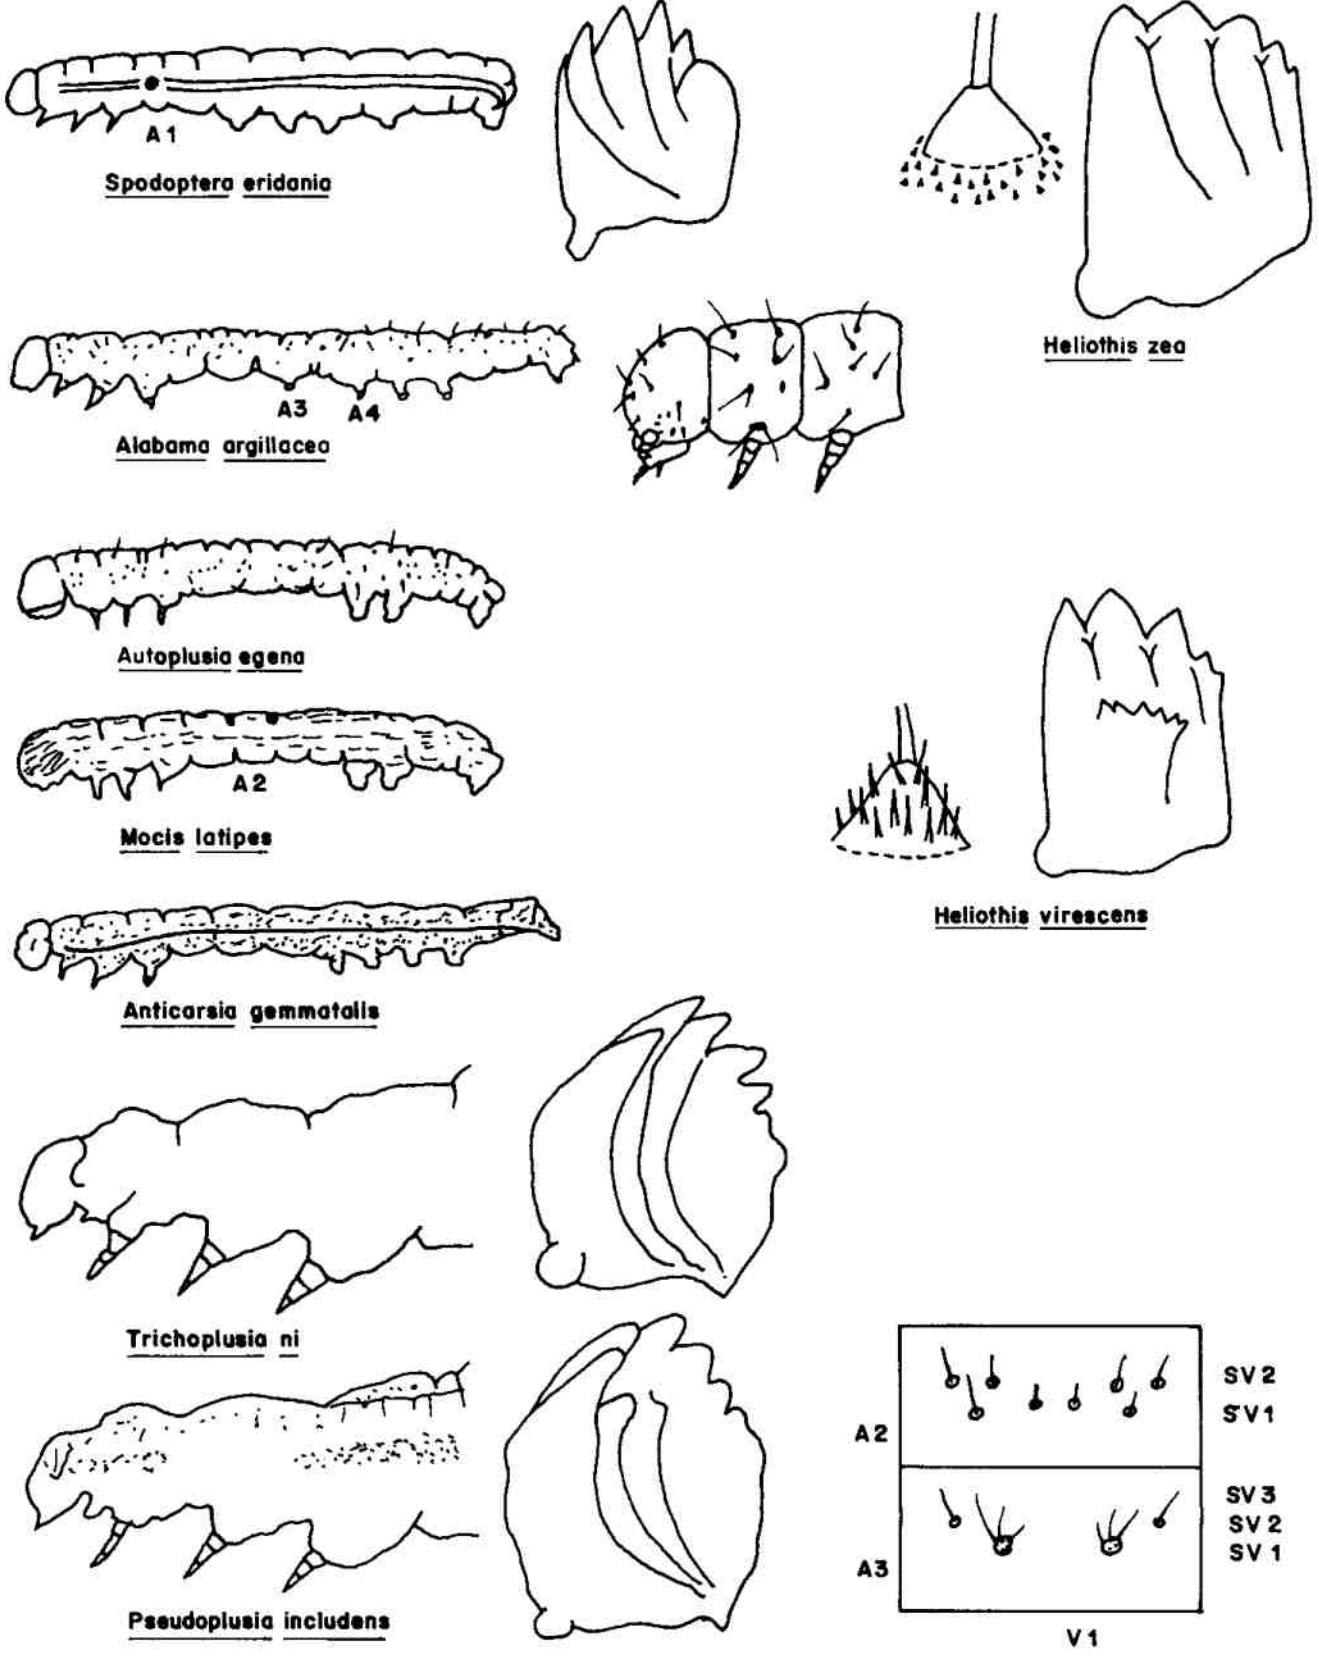 A1
Spodoptera eridania
Heliothis zea
A3 A4
Alabama argillacea
Autoplusia egena
A2
Mocis latipes
Heliothis virescens
Anticarsia gemmatalis
Trichoplusia ni
SV2
SV1
A2
SV3
SV2
SV1
A3
Pseudoplusia includens
V1